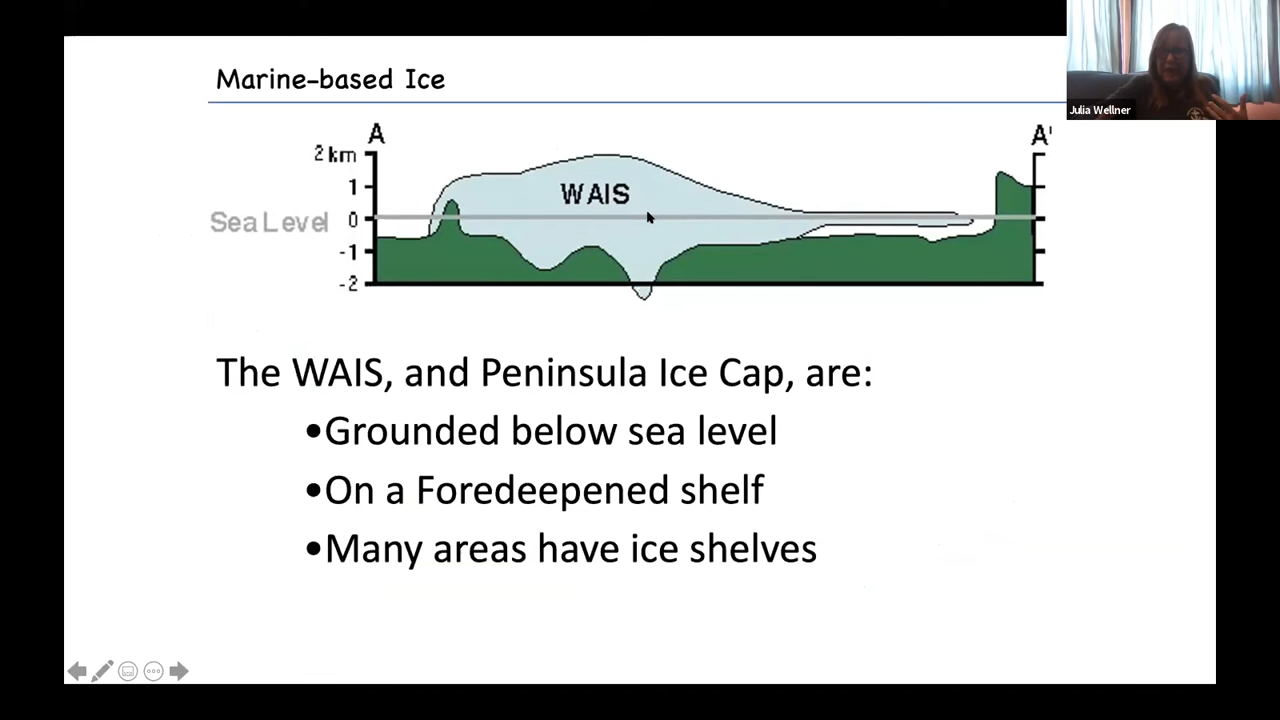 Marine-based Ice
Julia Wellner
A
A'
2 km
WAIS
1
Sea Level 0
-1
-2
The WAIS, and Peninsula Ice Cap, are:
•Grounded below sea level
•On a Foredeepened shelf
•Many areas have ice shelves